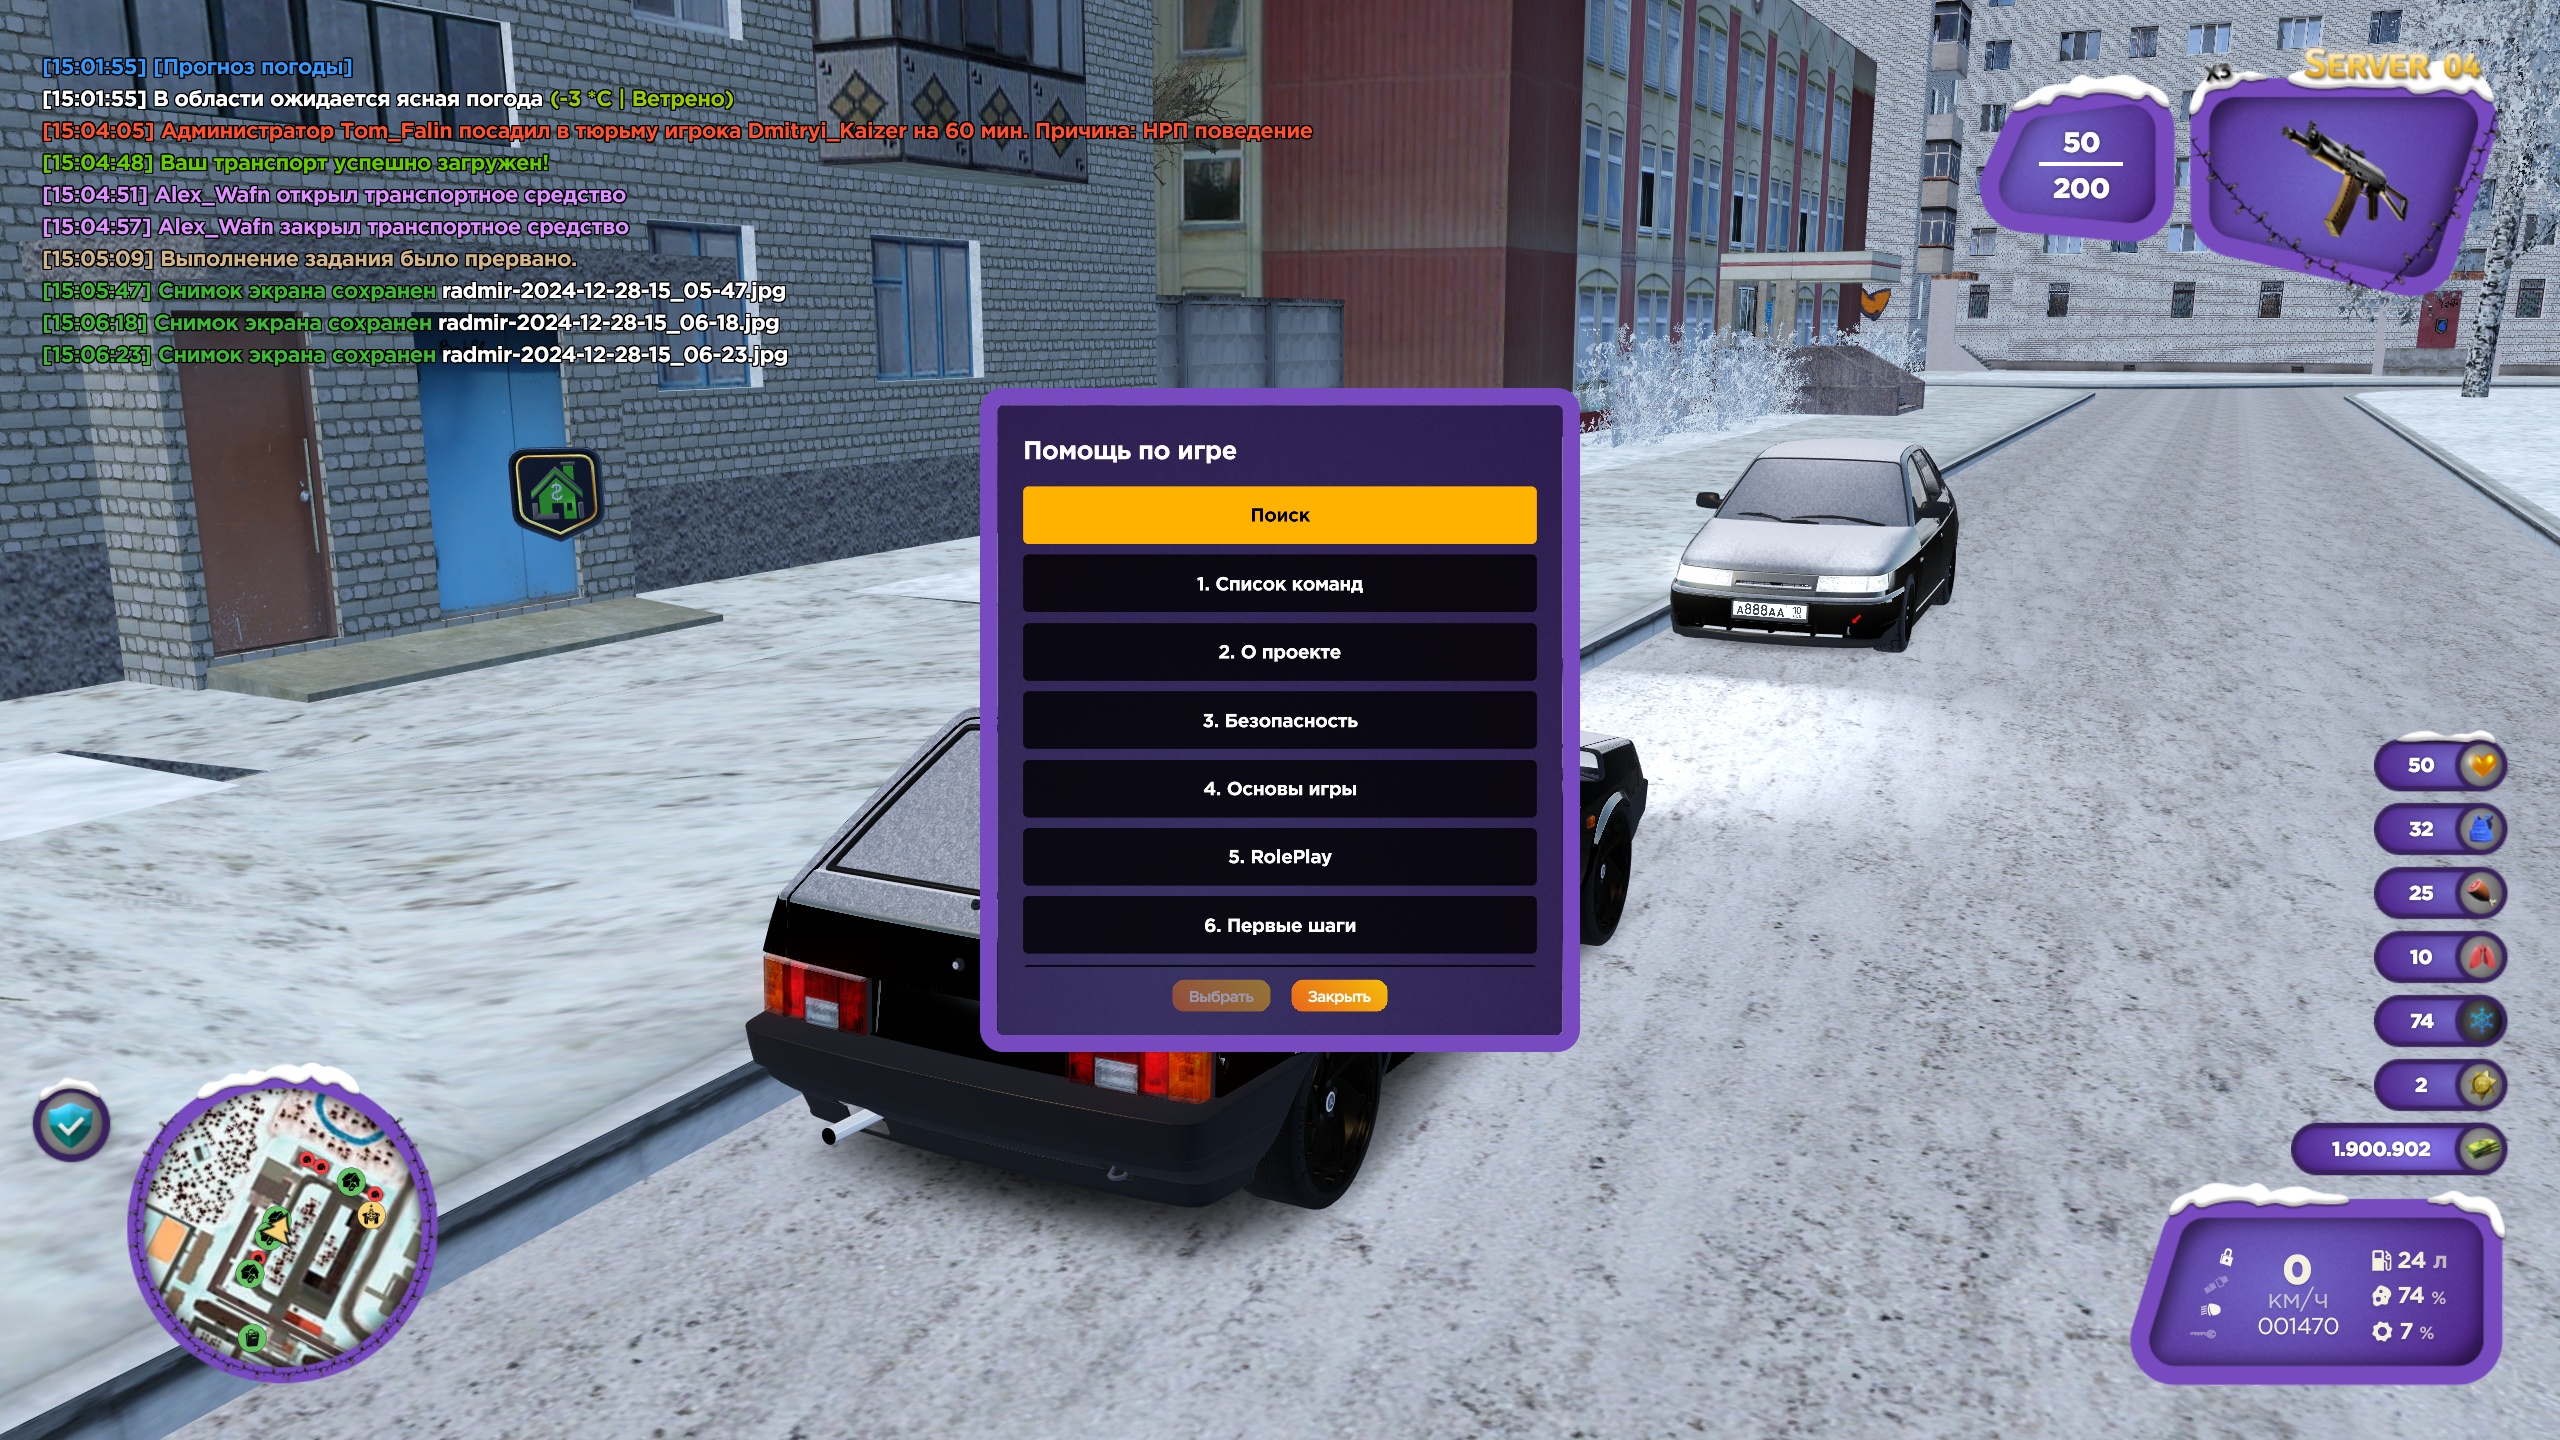 [15:01:55] [Прогноз погоды]
[15:01:55] В области ожидается ясная погода (-3 °C | Ветрено)
[15:04:05] Администратор Tom_Falin посадил в тюрьму игрока Dmitryi_Kaizer на 60 мин. Причина: НРП поведение
[15:04:48] Ваш транспорт успешно загружен!
[15:04:51] Alex_Wafn открыл транспортное средство
[15:04:57] Alex_Wafn закрыл транспортное средство
[15:05:09] Выполнение задания было прервано.
[15:05:47] Снимок экрана сохранен radmir-2024-12-28-15_05-47.jpg
[15:06:18] Снимок экрана сохранен radmir-2024-12-28-15_06-18.jpg
[15:06:23] Снимок экрана сохранен radmir-2024-12-28-15_06-23.jpg
X3
SERVER 04
50
200
Помощь по игре
Поиск
1. Список команд
2. О проекте
3. Безопасность
4. Основы игры
5. RolePlay
6. Первые шаги
Выбрать
Закрыть
А888АА 10
50
32
25
10
74
2
1.900.902
0
КМ/Ч
001470
24 л
74 %
7 %